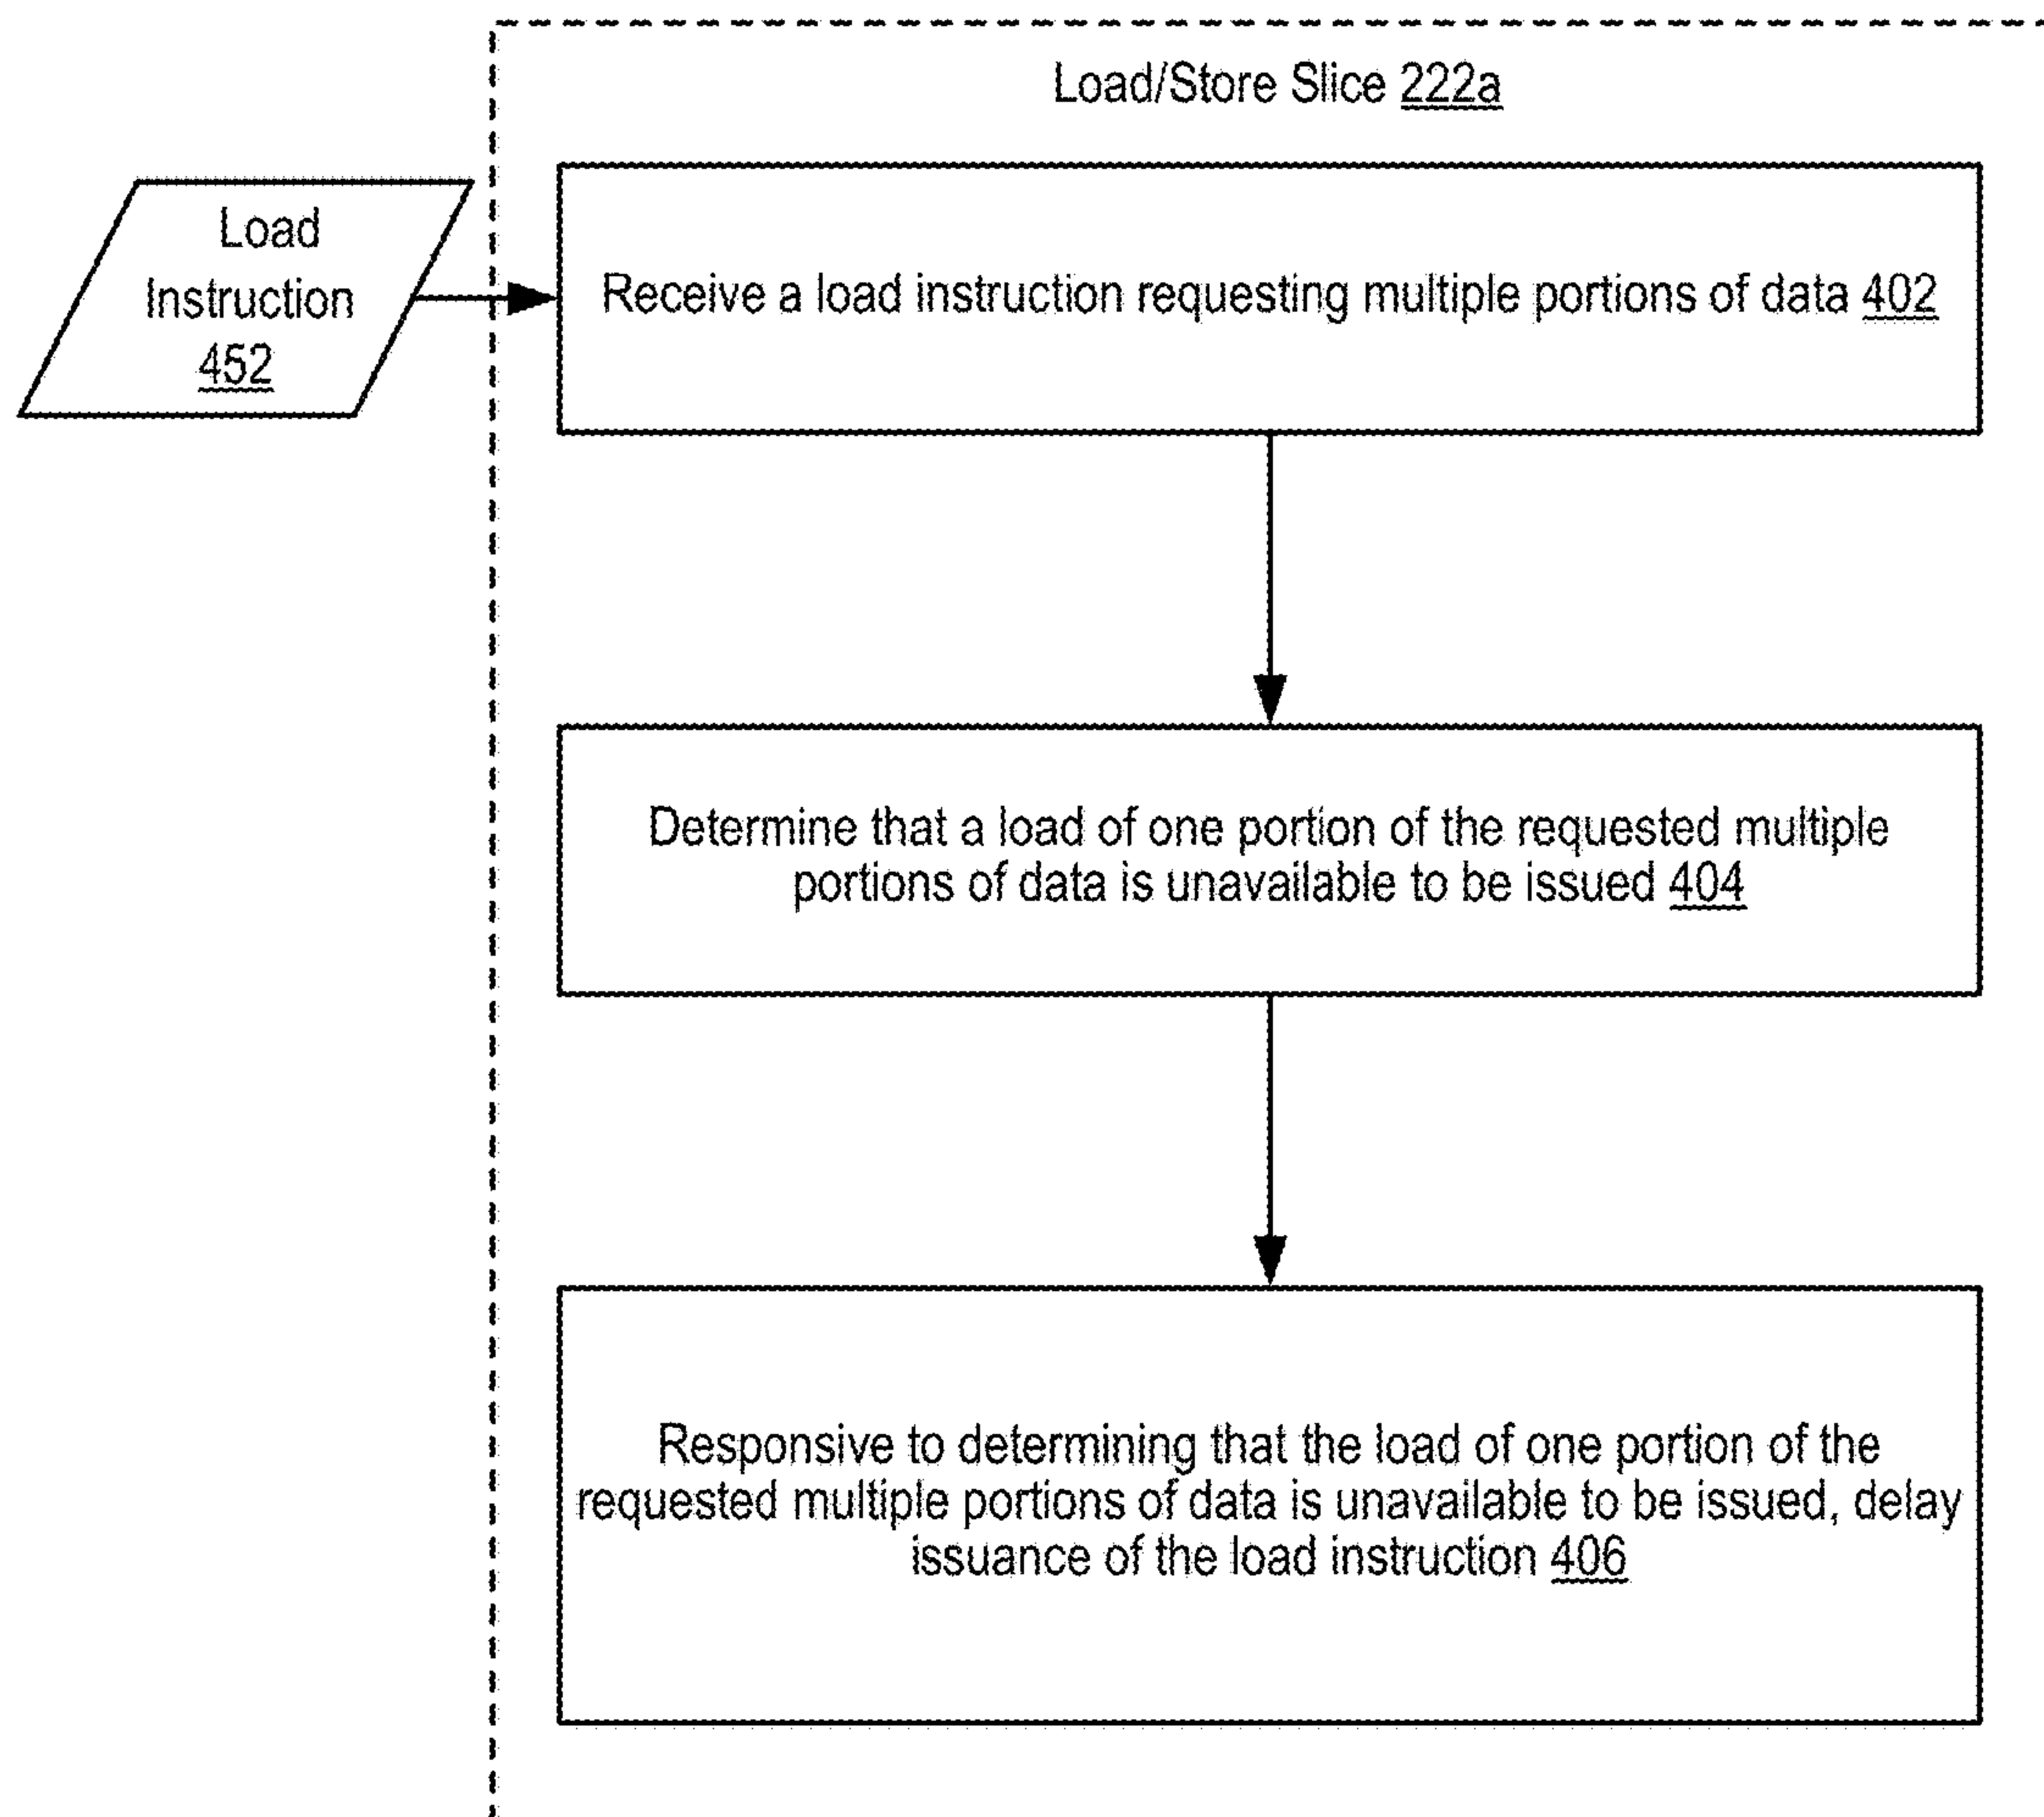 Load/Store Slice 222a
Load
Instruction
452
Receive a load instruction requesting multiple portions of data 402
Determine that a load of one portion of the requested multiple
portions of data is unavailable to be issued 404
Responsive to determining that the load of one portion of the
requested multiple portions of data is unavailable to be issued, delay
issuance of the load instruction 406